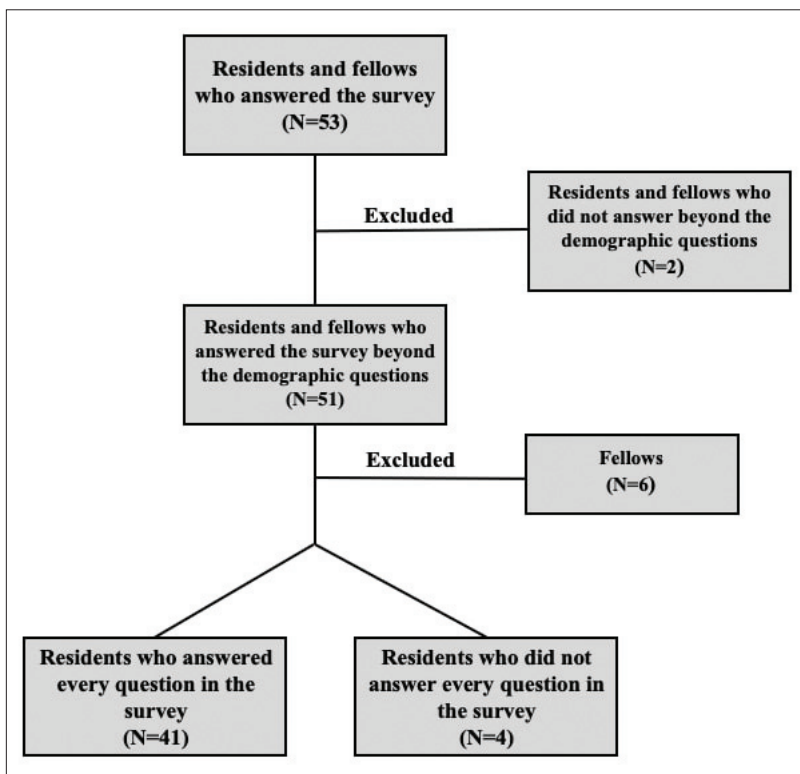 Residents and fellows
who answered the survey
(N=53)
Excluded
Residents and fellows who
did not answer beyond the
demographic questions
(N=2)
Residents and fellows who
answered the survey beyond
the demographic questions
(N=51)
Excluded
Fellows
(N=6)
Residents who answered
every question in the
survey
(N=41)
Residents who did not
answer every question in
the survey
(N=4)